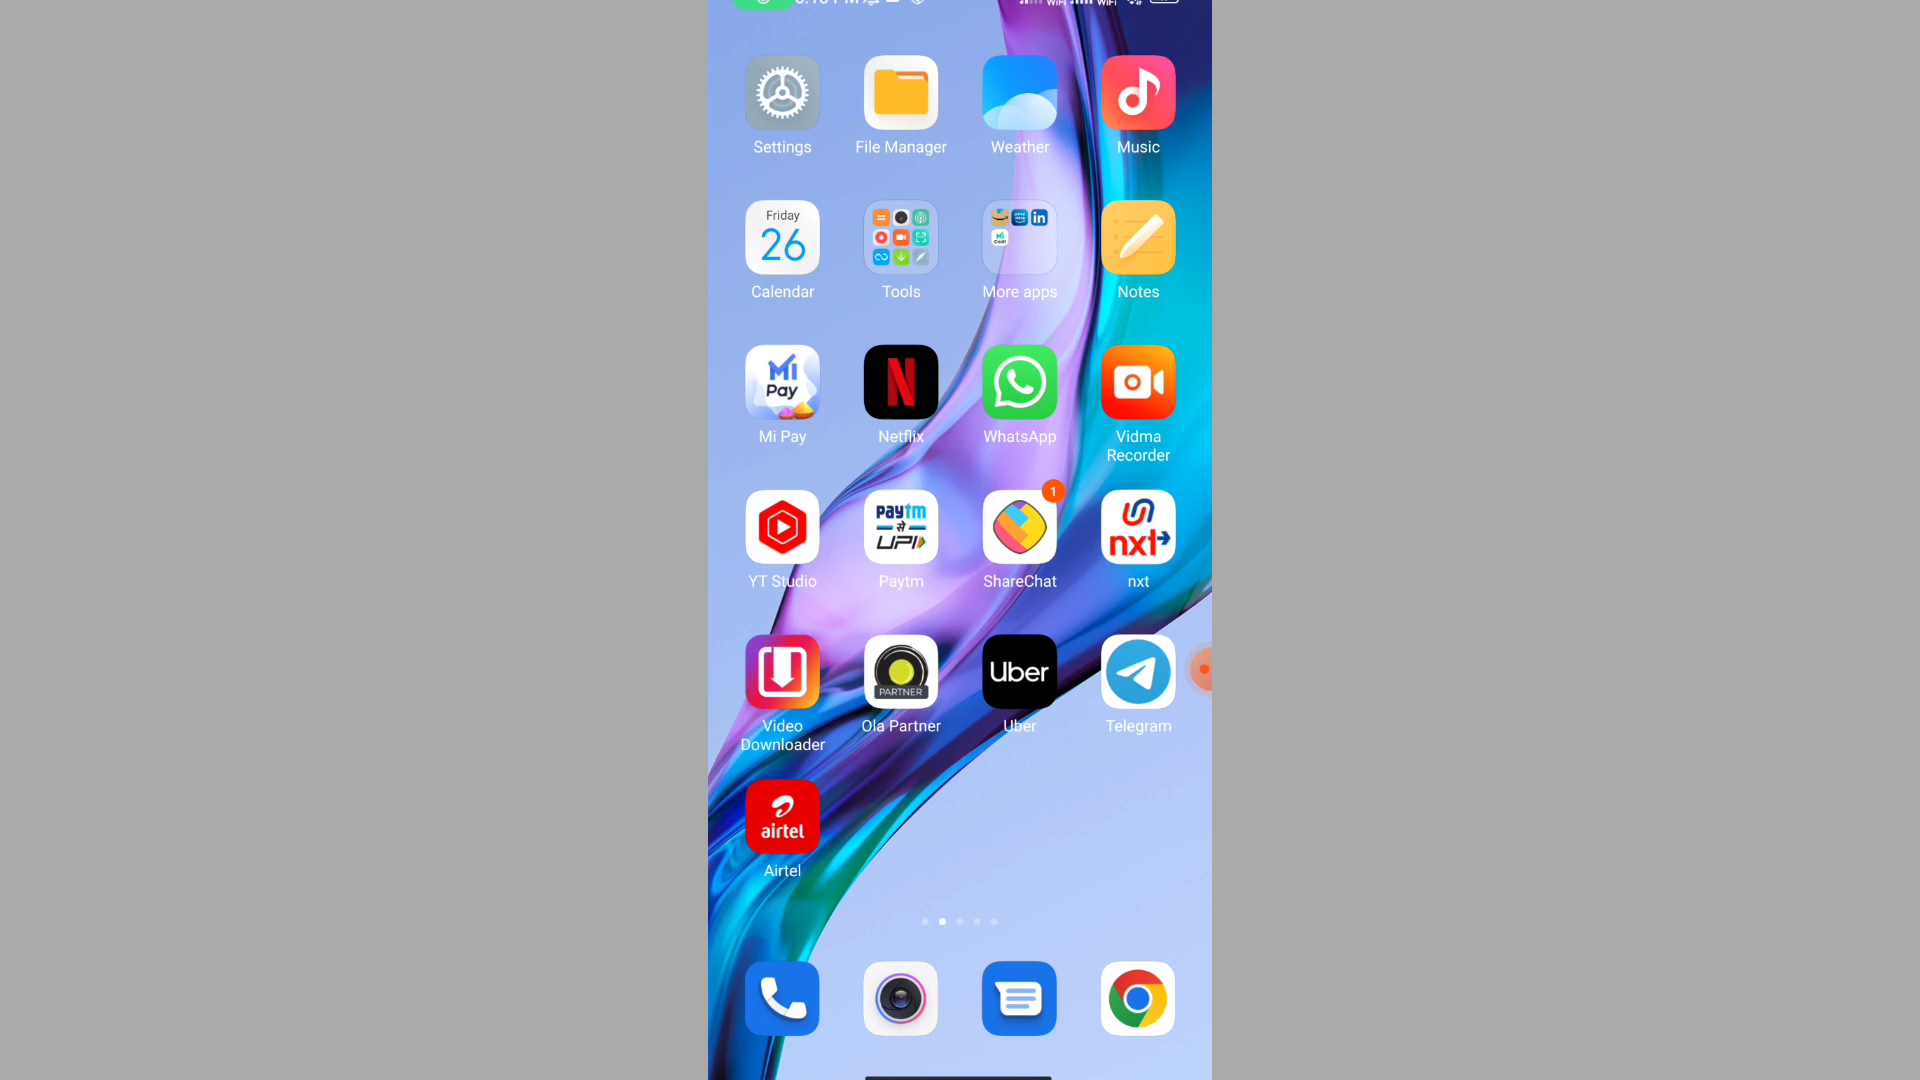 Settings
File Manager
Weather
Music
Friday
26
Calendar
Tools
in
More apps
Notes
Mi
Pay
Mi Pay
N
Netflix
WhatsApp
Vidma
Recorder
YT Studio
paytm
से
UPI
Paytm
1
ShareChat
nxt
nxt
Video
Downloader
PARTNER
Ola Partner
Uber
Uber
Telegram
airtel
Airtel